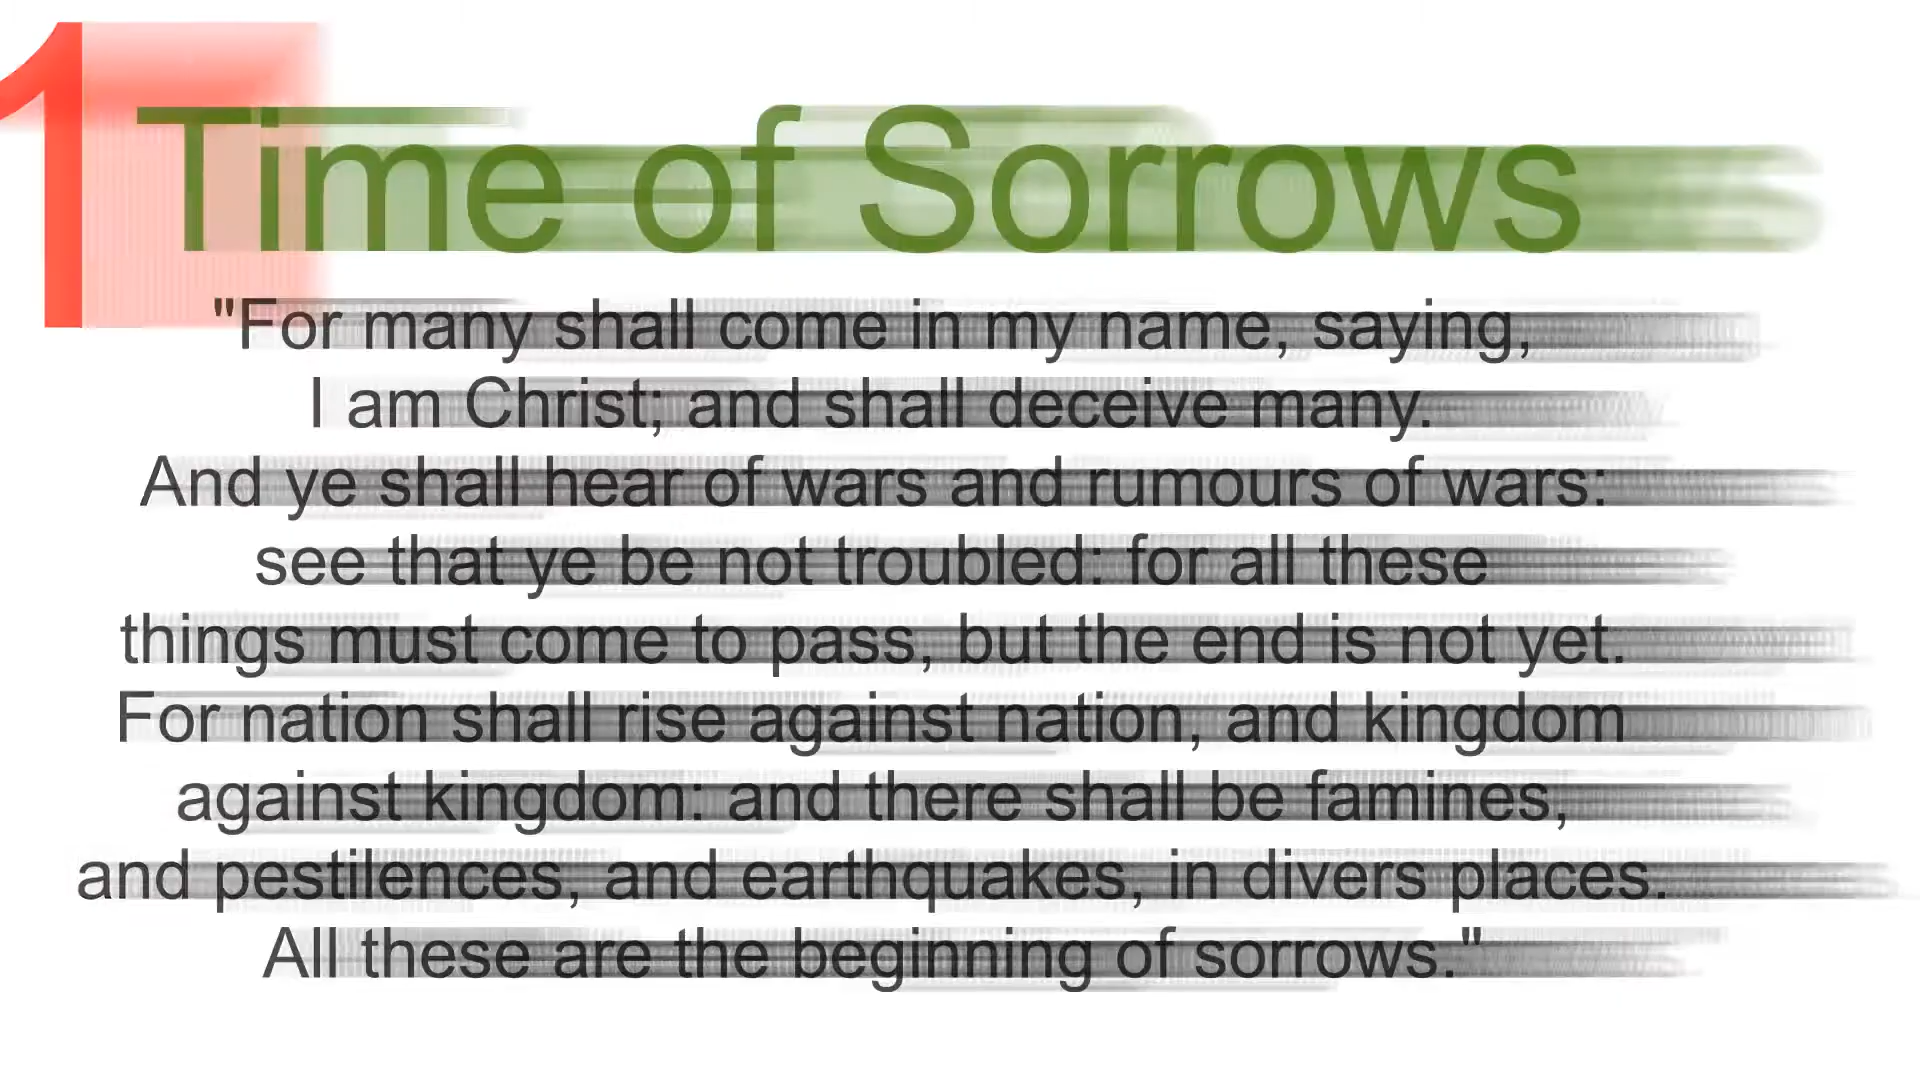 1
Time of Sorrows
"For many shall come in my name, saying,
I am Christ; and shall deceive many.
And ye shall hear of wars and rumours of wars:
see that ye be not troubled: for all these
things must come to pass, but the end is not yet.
For nation shall rise against nation, and kingdom
against kingdom: and there shall be famines,
and pestilences, and earthquakes, in divers places.
All these are the beginning of sorrows."